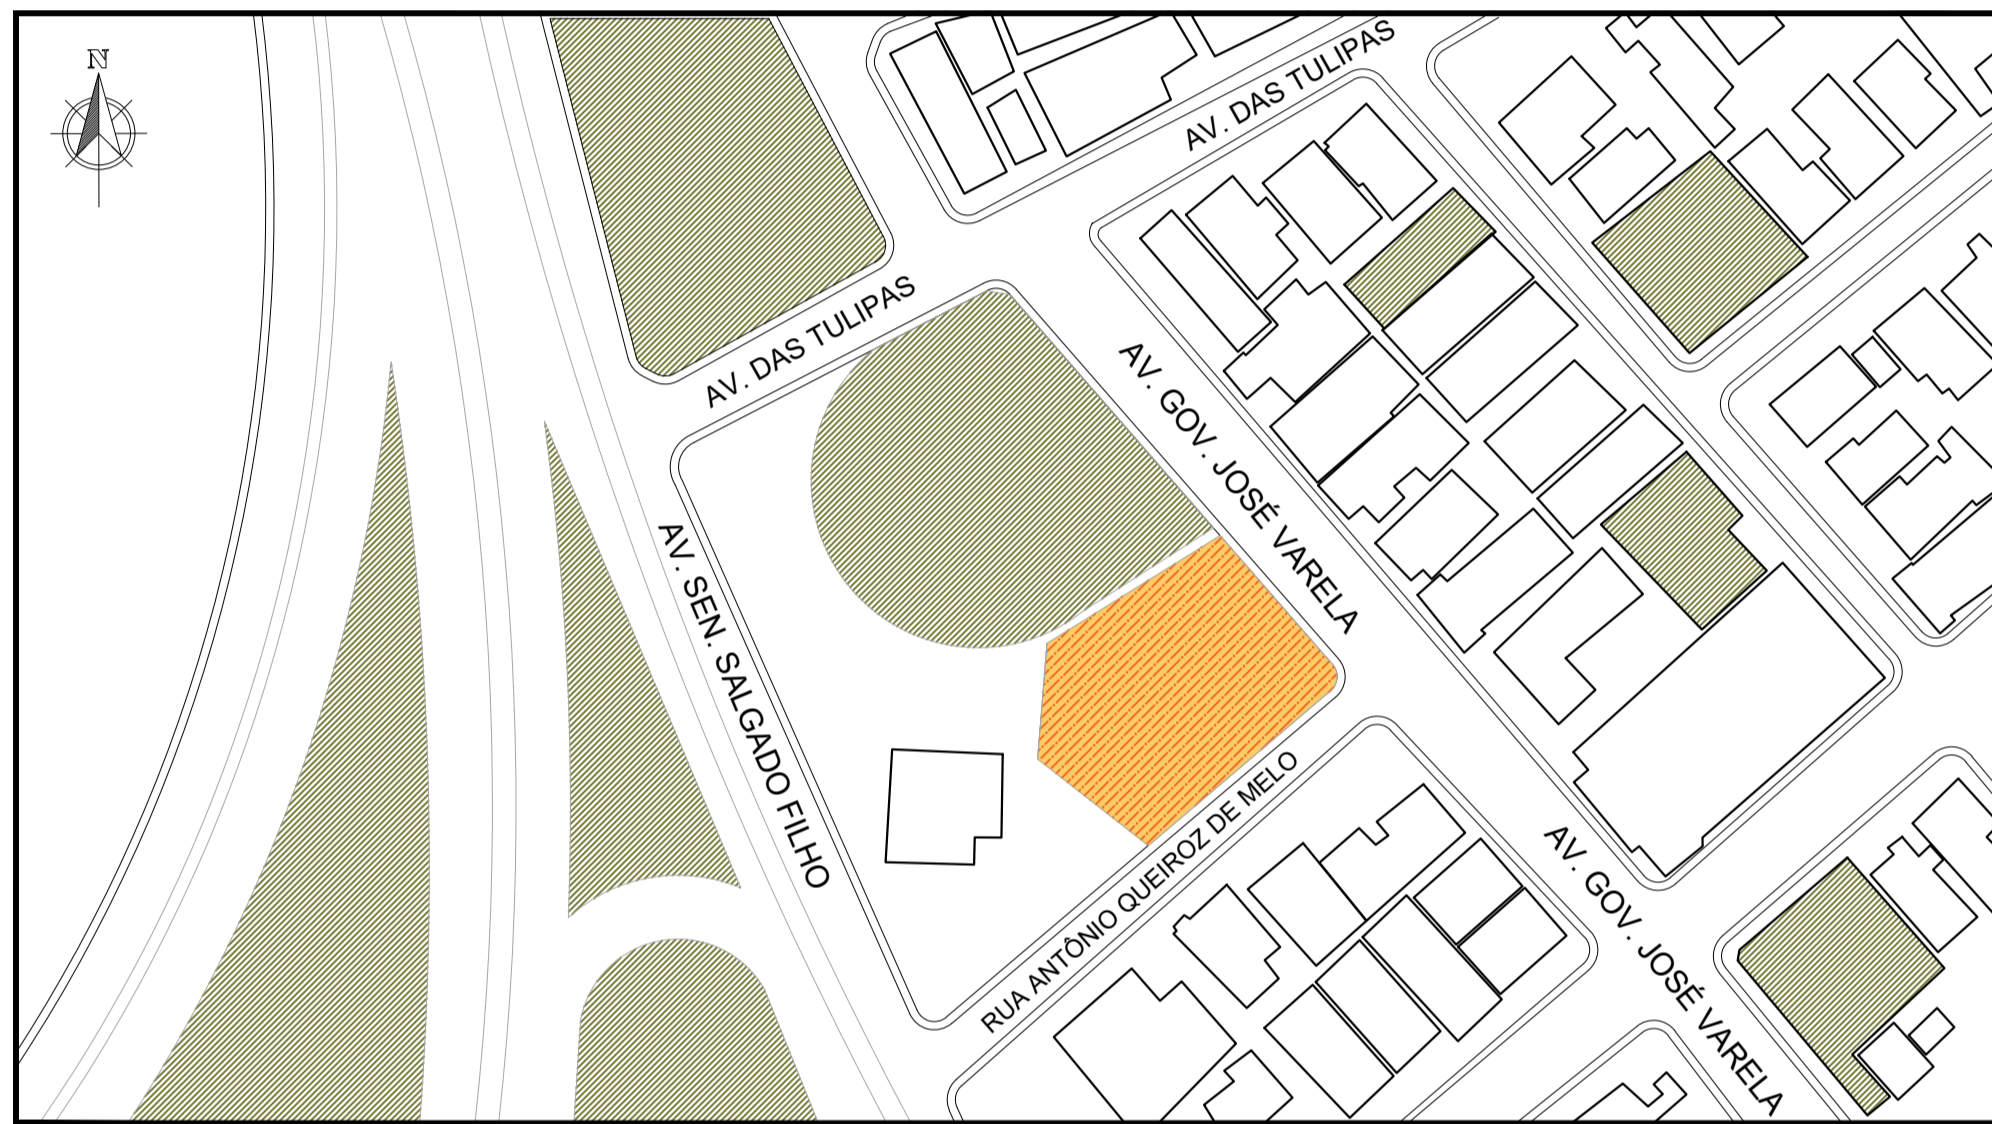 N
AV. DAS TULIPAS
AV. DAS TULIPAS
AV. GOV. JOSÉ VARELA
AV. SEN. SALGADO FILHO
RUA ANTÔNIO QUEIROZ DE MELO
AV. GOV. JOSÉ VARELA